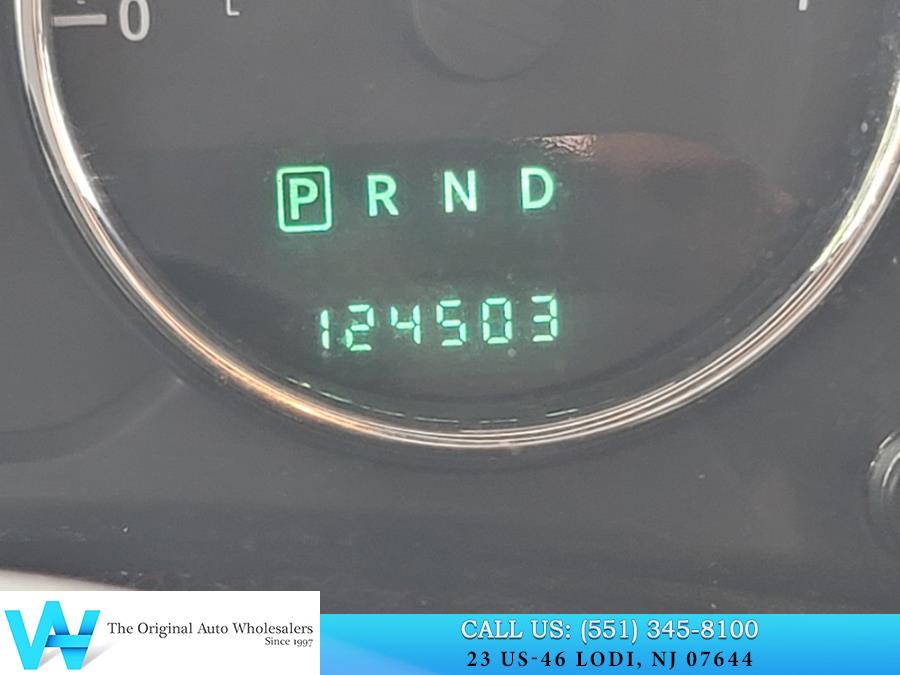 0
P R N D
124503
The Original Auto Wholesalers
Since 1997
CALL US: (551) 345-8100
23 US-46 LODI, NJ 07644